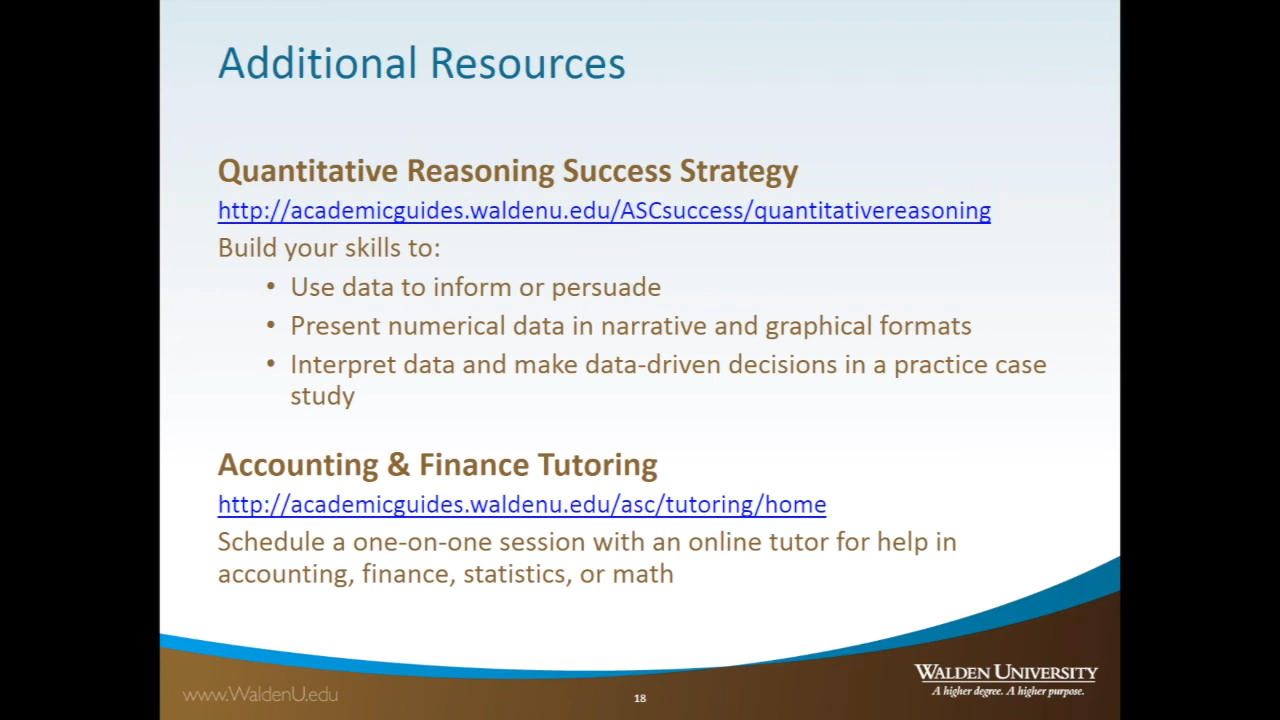 Additional Resources
Quantitative Reasoning Success Strategy
http://academicguides.waldenu.edu/ASCsuccess/quantitativereasoning
Build your skills to:
• Use data to inform or persuade
• Present numerical data in narrative and graphical formats
• Interpret data and make data-driven decisions in a practice case
study
Accounting & Finance Tutoring
http://academicguides.waldenu.edu/asc/tutoring/home
Schedule a one-on-one session with an online tutor for help in
accounting, finance, statistics, or math
www.WaldenU.edu
18
WALDEN UNIVERSITY
A higher degree. A higher purpose.